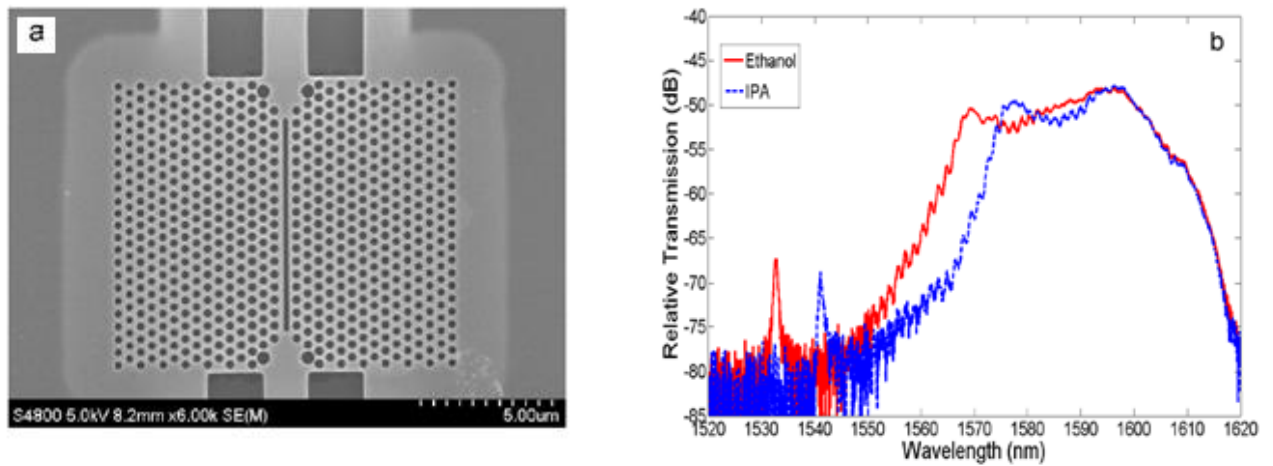 a
S4800 5.0kV 8.2mm x6.00k SE(M)
5.00um
b
Ethanol
IPA
Relative Transmission (dB)
-40
-45
-50
-55
-60
-65
-70
-75
-80
-85
1520 1530 1540 1550 1560 1570 1580 1590 1600 1610 1620
Wavelength (nm)